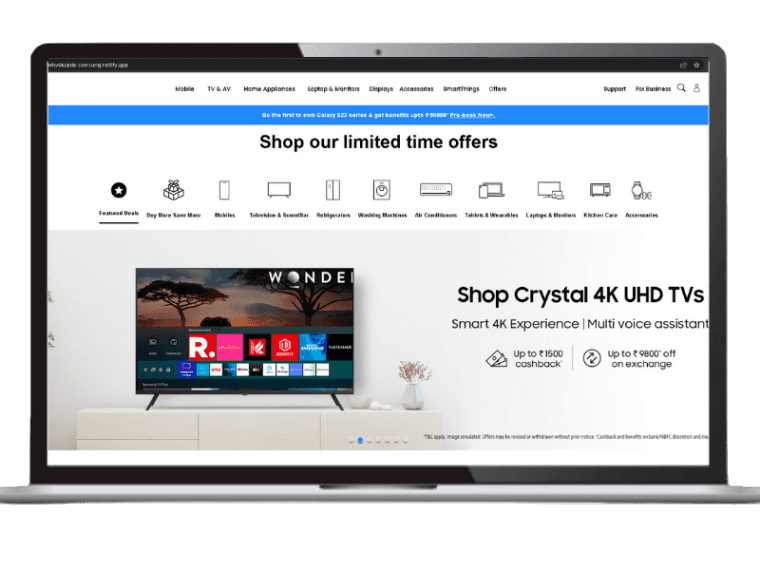 Mobile TV & AV Home Appliances Laptop & Monitors Displays Accessories SmartThings Offers Support For Business
Be the first to own Galaxy S23 series & get benefits upto
Pre-book Now>.
Shop our limited time offers
Featured Deals Buy More Save More Mobiles Television & SoundBar Refrigerators Washing Machines Air Conditioners Tablets & Wearables Laptops & Monitors Kitchen Care Accessories
WONDE
Shop Crystal 4K UHD TVs
Smart 4K Experience | Multi voice assistant
Up to ₹1500 cashback*
Up to ₹9800* off on exchange
R.
*T&C apply. Image simulated. Offers may be revised or withdrawn without prior notice. *Cashback and benefits on bank/NBFC discretion and may